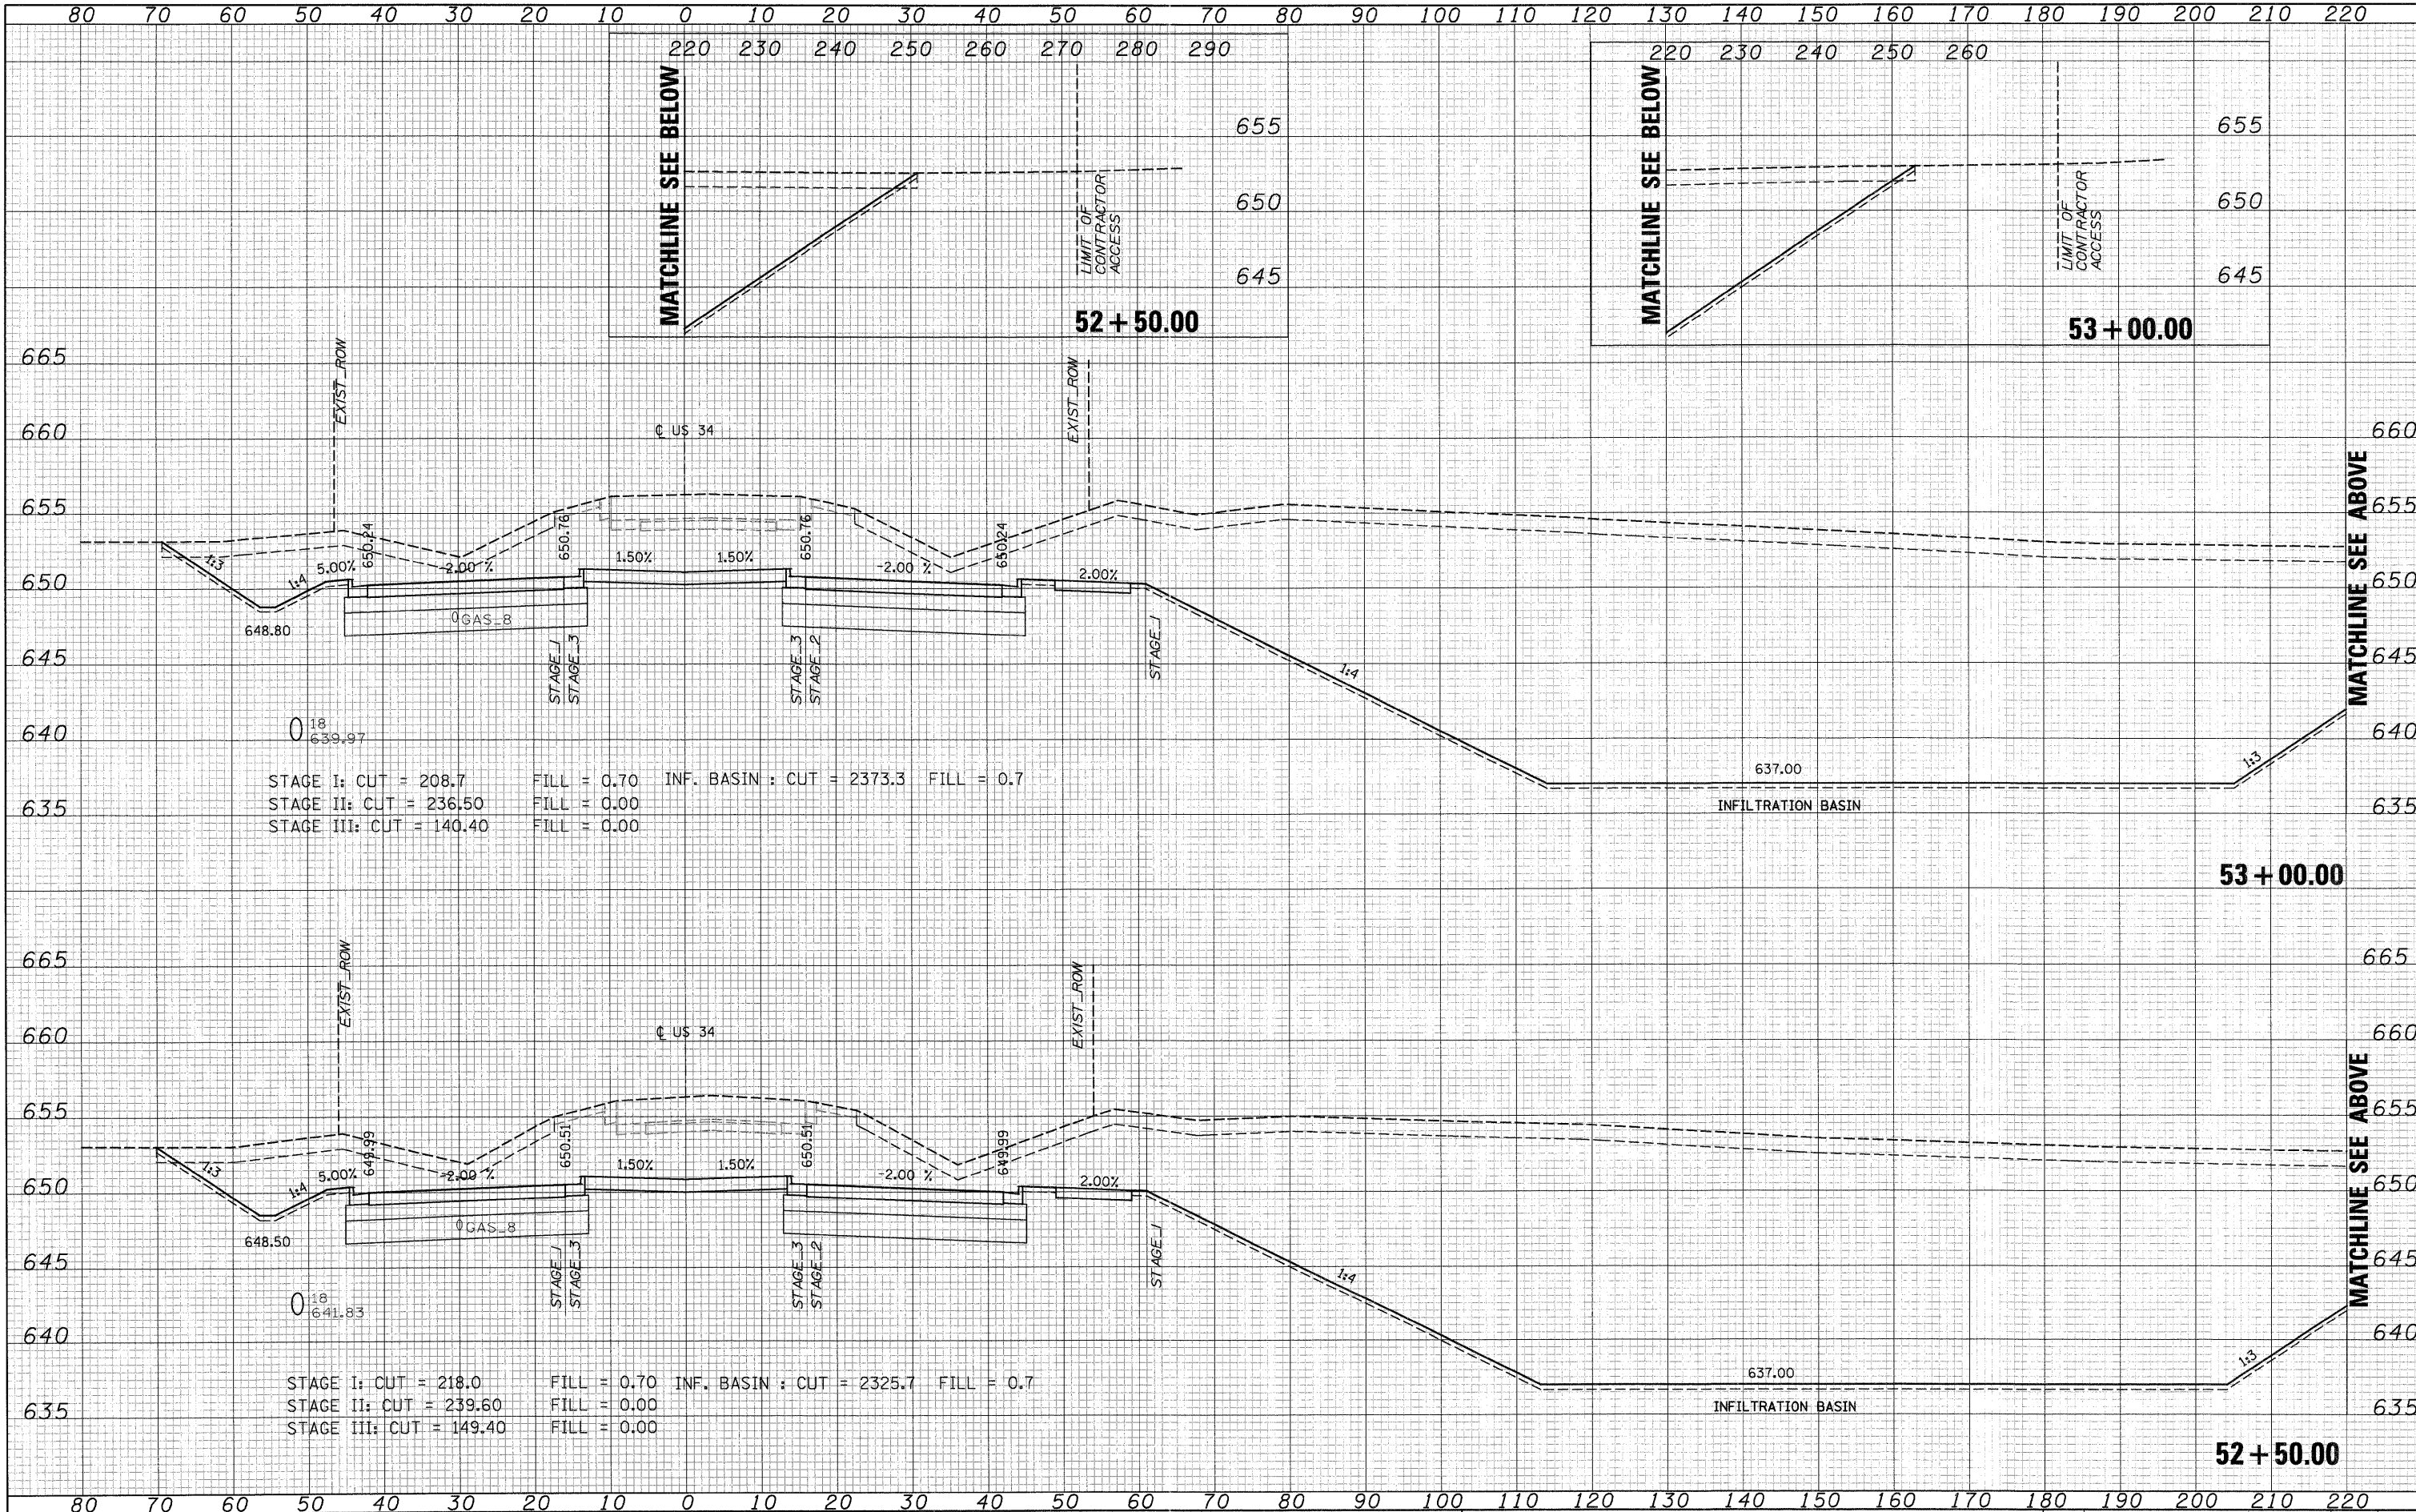 80 70 60 50 40 30 20 10 0 10 20 30 40 50 60 70 80 90 100 110 120 130 140 150 160 170 180 190 200 210 220
220 230 240 250 260 270 280 290
MATCHLINE SEE BELOW
655
650
645
LIMIT OF
CONTRACTOR
ACCESS
52+50.00
220 230 240 250 260
MATCHLINE SEE BELOW
655
650
645
LIMIT OF
CONTRACTOR
ACCESS
53+00.00
665
660
655
650
645
640
635
EXIST_ROW
℄ US 34
EXIST_ROW
1:3
1:4
5.00%
650.24
-2.00 %
650.76
1.50%
1.50%
650.76
-2.00 %
650.24
2.00%
648.80
GAS_8
STAGE_1
STAGE_3
STAGE_3
STAGE_2
STAGE_1
1:4
18
639.97
637.00
INFILTRATION BASIN
1:3
MATCHLINE SEE ABOVE
660
655
650
645
640
635
STAGE I: CUT = 208.7 FILL = 0.70 INF. BASIN : CUT = 2373.3 FILL = 0.7
STAGE II: CUT = 236.50 FILL = 0.00
STAGE III: CUT = 140.40 FILL = 0.00
53+00.00
665
660
655
650
645
640
635
EXIST_ROW
℄ US 34
EXIST_ROW
1:3
1:4
5.00%
649.99
-2.00 %
650.51
1.50%
1.50%
650.51
-2.00 %
649.99
2.00%
648.50
GAS_8
STAGE_1
STAGE_3
STAGE_3
STAGE_2
STAGE_1
1:4
18
641.83
637.00
INFILTRATION BASIN
1:3
MATCHLINE SEE ABOVE
665
660
655
650
645
640
635
STAGE I: CUT = 218.0 FILL = 0.70 INF. BASIN : CUT = 2325.7 FILL = 0.7
STAGE II: CUT = 239.60 FILL = 0.00
STAGE III: CUT = 149.40 FILL = 0.00
52+50.00
80 70 60 50 40 30 20 10 0 10 20 30 40 50 60 70 80 90 100 110 120 130 140 150 160 170 180 190 200 210 220